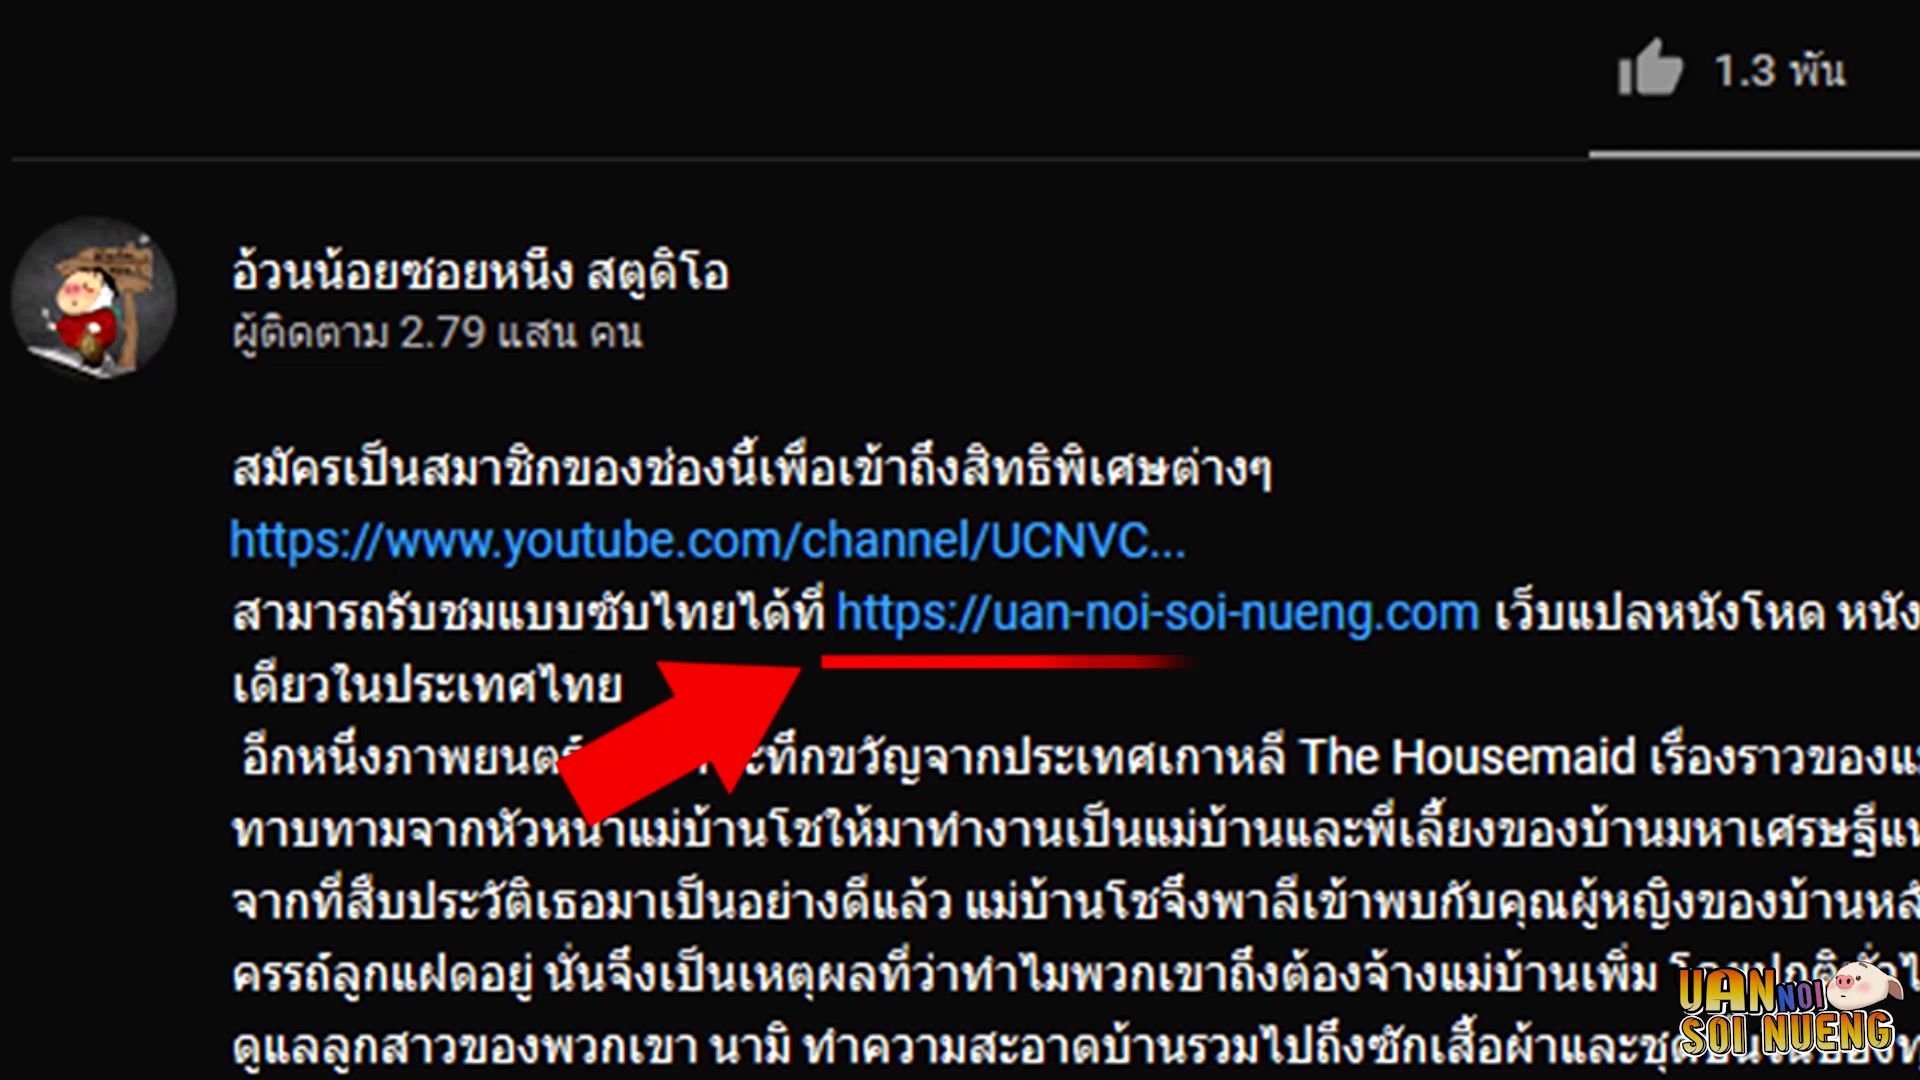 1.3 พัน
อ้วนน้อยซอยหนึ่ง สตูดิโอ
ผู้ติดตาม 2.79 แสน คน
สมัครเป็นสมาชิกของช่องนี้เพื่อเข้าถึงสิทธิพิเศษต่างๆ
https://www.youtube.com/channel/UCNVC...
สามารถรับชมแบบซับไทยได้ที่ https://uan-noi-soi-nueng.com เว็บแปลหนังโหด หนัง
เดียวในประเทศไทย
อีกหนึ่งภาพยนตร์ ทึกขวัญจากประเทศเกาหลี The Housemaid เรื่องราวของ
ทาบทามจากหัวหน้าแม่บ้านโชให้มาทำงานเป็นแม่บ้านและพี่เลี้ยงของบ้านมหาเศรษฐี
จากที่สืบประวัติเธอมาเป็นอย่างดีแล้ว แม่บ้านโชจึงพาลีเข้าพบกับคุณผู้หญิงของบ้าน
ครรถ์ลูกแฝดอยู่ นั่นจึงเป็นเหตุผลที่ว่าทำไมพวกเขาถึงต้องจ้างแม่บ้านเพิ่ม
ดูแลลูกสาวของพวกเขา นามิ ทำความสะอาดบ้านรวมไปถึงซักเสื้อผ้าและ
UAN NOI
SOI NUENG